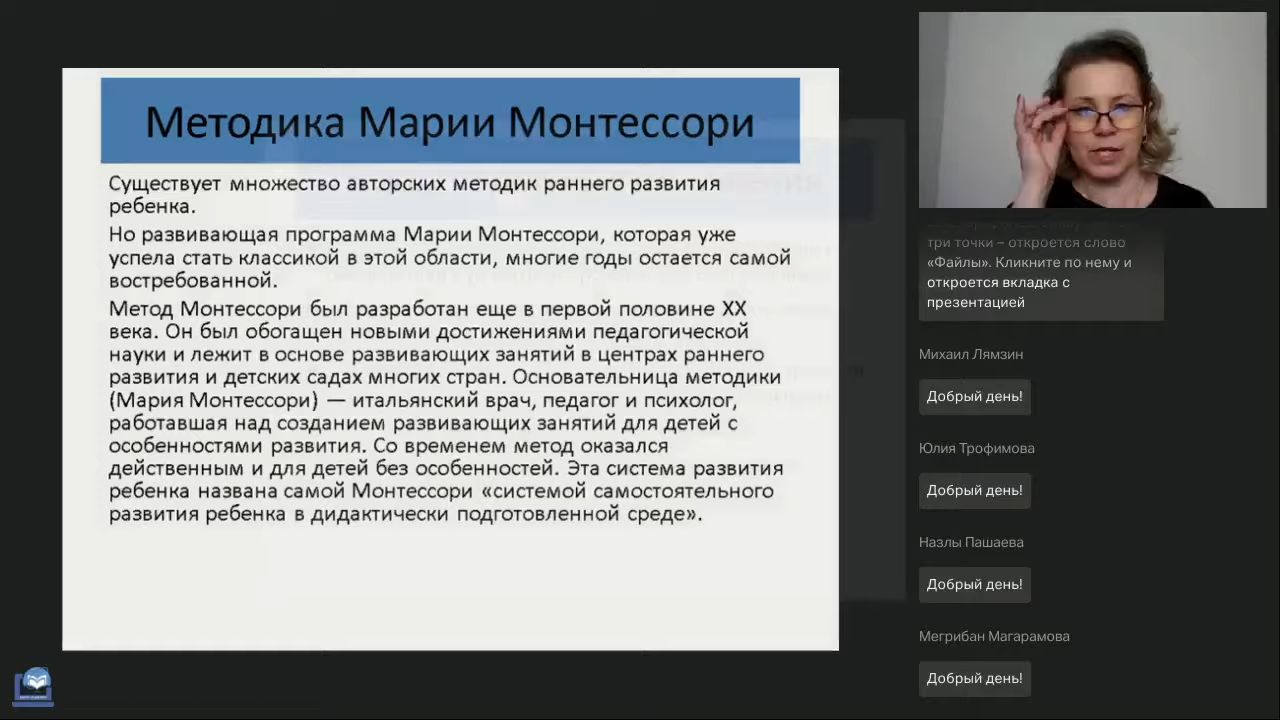 Методика Марии Монтессори
Существует множество авторских методик раннего развития
ребенка.
Но развивающая программа Марии Монтессори, которая уже
успела стать классикой в этой области, многие годы остается самой
востребованной.
Метод Монтессори был разработан еще в первой половине XX
века. Он был обогащен новыми достижениями педагогической
науки и лежит в основе развивающих занятий в центрах раннего
развития и детских садах многих стран. Основательница методики
(Мария Монтессори) — итальянский врач, педагог и психолог,
работавшая над созданием развивающих занятий для детей с
особенностями развития. Со временем метод оказался
действенным и для детей без особенностей. Эта система развития
ребенка названа самой Монтессори «системой самостоятельного
развития ребенка в дидактически подготовленной среде».
три точки – откроется слово
«Файлы». Кликните по нему и
откроется вкладка с
презентацией
Михаил Лямзин
Добрый день!
Юлия Трофимова
Добрый день!
Назлы Пашаева
Добрый день!
Мегрибан Магарамова
Добрый день!